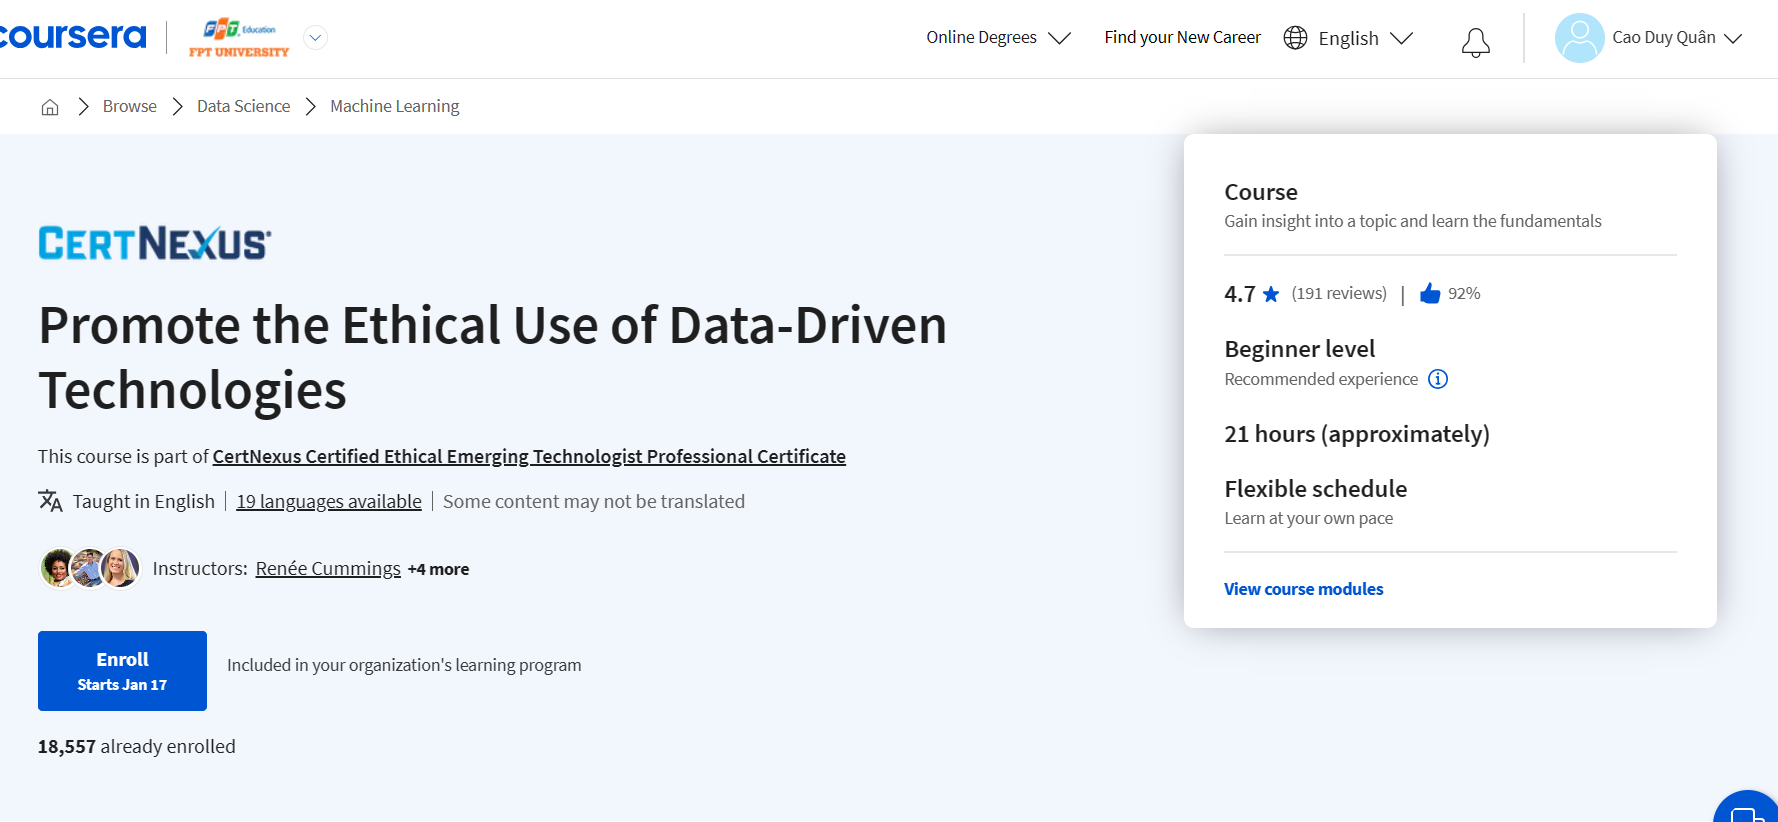 coursera
FPT Education
FPT UNIVERSITY
Online Degrees
Find your New Career
English
Cao Duy Quân
Browse
Data Science
Machine Learning
CERTNEXUS
Promote the Ethical Use of Data-Driven
Technologies
This course is part of CertNexus Certified Ethical Emerging Technologist Professional Certificate
Taught in English | 19 languages available | Some content may not be translated
Instructors: Renée Cummings +4 more
Enroll
Starts Jan 17
Included in your organization's learning program
18,557 already enrolled
Course
Gain insight into a topic and learn the fundamentals
4.7 (191 reviews) | 92%
Beginner level
Recommended experience
21 hours (approximately)
Flexible schedule
Learn at your own pace
View course modules